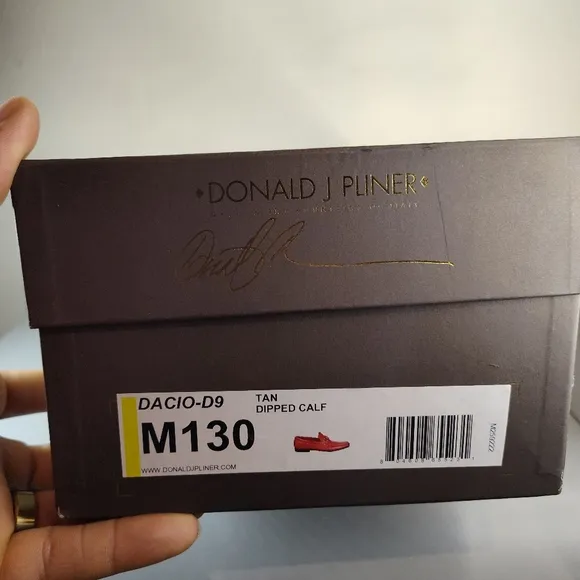 DONALD J PLINER
DACIO-D9
TAN
DIPPED CALF
M130
WWW.DONALDJPLINER.COM